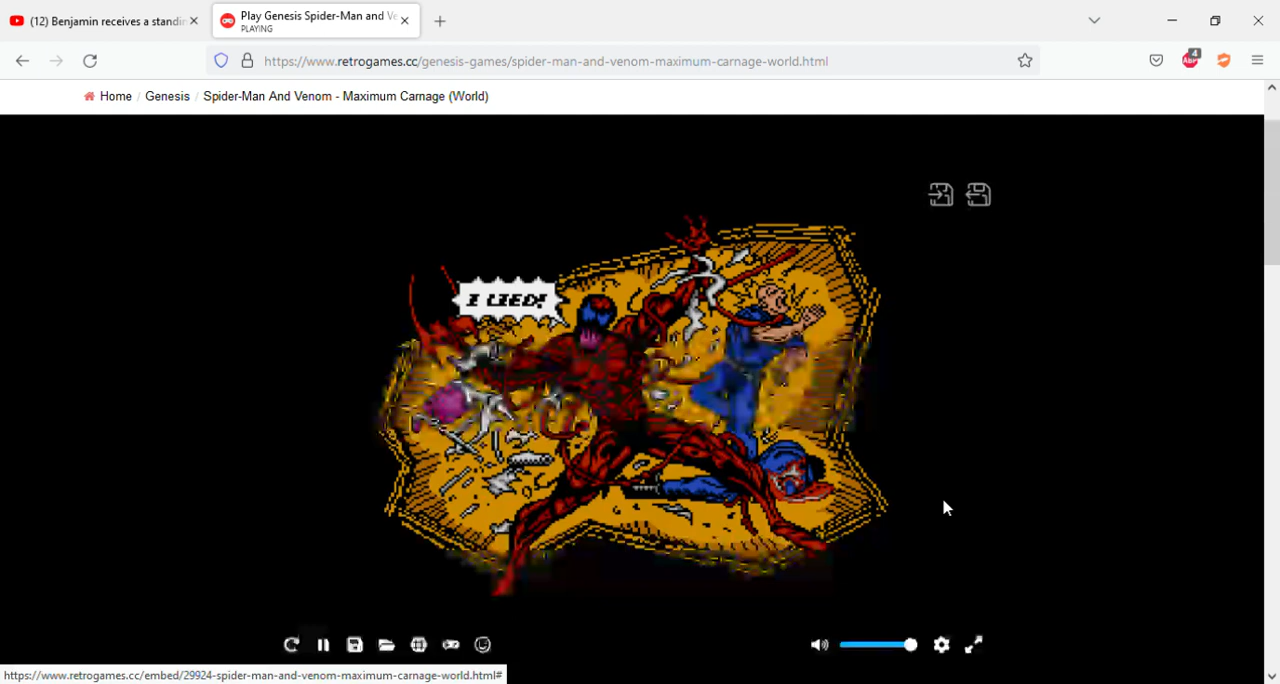 (12) Benjamin receives a standi
Play Genesis Spider-Man and Ve
PLAYING
https://www.retrogames.cc/genesis-games/spider-man-and-venom-maximum-carnage-world.html
4
ABP
Home / Genesis / Spider-Man And Venom - Maximum Carnage (World)
I LIED!
https://www.retrogames.cc/embed/29924-spider-man-and-venom-maximum-carnage-world.html#